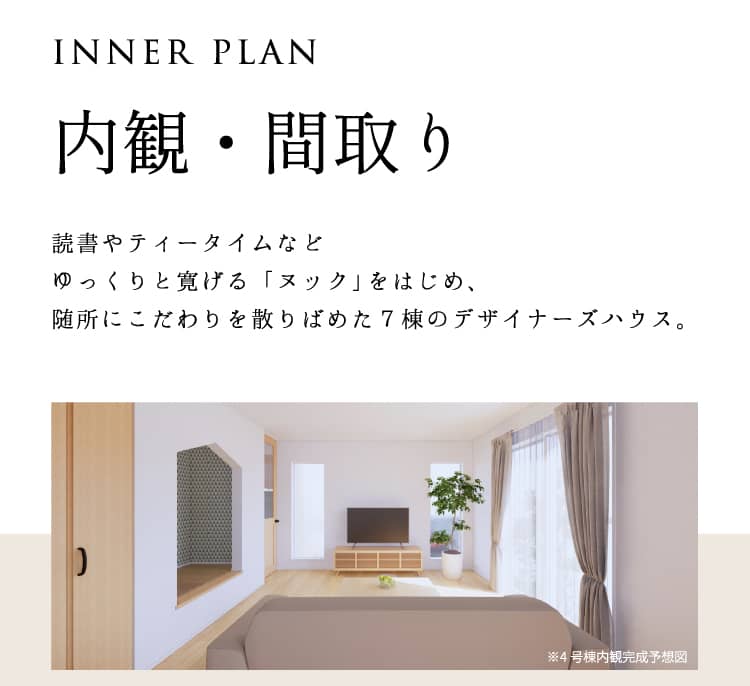 INNER PLAN
内観・間取り
読書やティータイムなど
ゆっくりと寛げる「ヌック」をはじめ、
随所にこだわりを散りばめた７棟のデザイナーズハウス。
※4号棟内観完成予想図